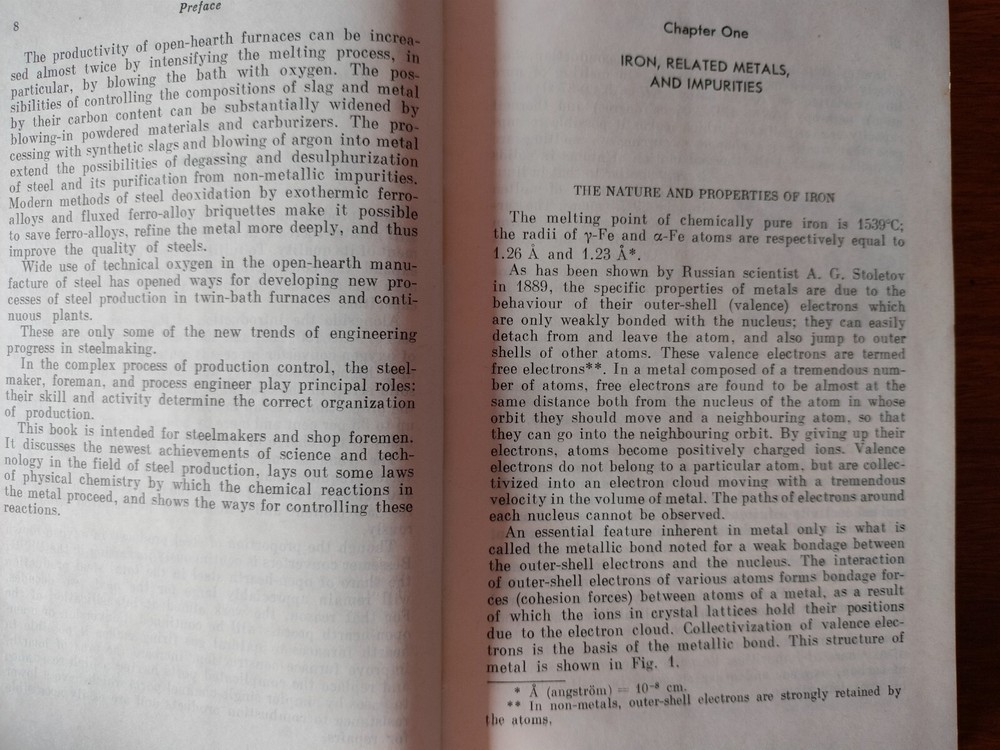 8
Preface
The productivity of open-hearth furnaces can be increa-
sed almost twice by intensifying the melting process, in
particular, by blowing the bath with oxygen. The pos-
sibilities of controlling the compositions of slag and metal
by their carbon content can be substantially widened by
blowing-in powdered materials and carburizers. The pro-
cessing with synthetic slags and blowing of argon into metal
extend the possibilities of degassing and desulphurization
of steel and its purification from non-metallic impurities.
Modern methods of steel deoxidation by exothermic ferro-
alloys and fluxed ferro-alloy briquettes make it possible
to save ferro-alloys, refine the metal more deeply, and thus
improve the quality of steels.
Wide use of technical oxygen in the open-hearth manu-
facture of steel has opened ways for developing new pro-
cesses of steel production in twin-bath furnaces and conti-
nuous plants.
These are only some of the new trends of engineering
progress in steelmaking.
In the complex process of production control, the steel-
maker, foreman, and process engineer play principal roles:
their skill and activity determine the correct organization
of production.
This book is intended for steelmakers and shop foremen.
It discusses the newest achievements of science and tech-
nology in the field of steel production, lays out some laws
of physical chemistry by which the chemical reactions in
the metal proceed, and shows the ways for controlling these
reactions.
Chapter One
IRON, RELATED METALS,
AND IMPURITIES
THE NATURE AND PROPERTIES OF IRON
The melting point of chemically pure iron is 1539°C;
the radii of γ-Fe and α-Fe atoms are respectively equal to
1.26 Å and 1.23 Å*.
As has been shown by Russian scientist A. G. Stoletov
in 1889, the specific properties of metals are due to the
behaviour of their outer-shell (valence) electrons which
are only weakly bonded with the nucleus; they can easily
detach from and leave the atom, and also jump to outer
shells of other atoms. These valence electrons are termed
free electrons**. In a metal composed of a tremendous num-
ber of atoms, free electrons are found to be almost at the
same distance both from the nucleus of the atom in whose
orbit they should move and a neighbouring atom, so that
they can go into the neighbouring orbit. By giving up their
electrons, atoms become positively charged ions. Valence
electrons do not belong to a particular atom, but are collec-
tivized into an electron cloud moving with a tremendous
velocity in the volume of metal. The paths of electrons around
each nucleus cannot be observed.
An essential feature inherent in metal only is what is
called the metallic bond noted for a weak bondage between
the outer-shell electrons and the nucleus. The interaction
of outer-shell electrons of various atoms forms bondage for-
ces (cohesion forces) between atoms of a metal, as a result
of which the ions in crystal lattices hold their positions
due to the electron cloud. Collectivization of valence elec-
trons is the basis of the metallic bond. This structure of
metal is shown in Fig. 1.
* Å (angström) = 10⁻⁸ cm.
** In non-metals, outer-shell electrons are strongly retained by
the atoms.